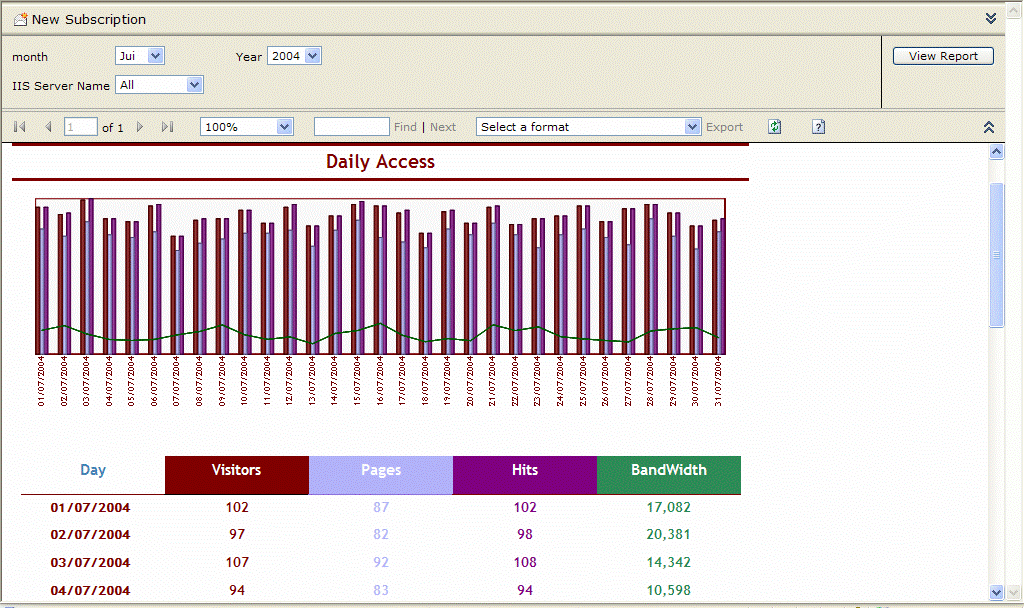 New Subscription
month Jui Year 2004 View Report
IIS Server Name All
1 of 1 100% Find | Next Select a format Export
Daily Access
01/07/2004 02/07/2004 03/07/2004 04/07/2004 05/07/2004 06/07/2004 07/07/2004 08/07/2004 09/07/2004 10/07/2004 11/07/2004 12/07/2004 13/07/2004 14/07/2004 15/07/2004 16/07/2004 17/07/2004 18/07/2004 19/07/2004 20/07/2004 21/07/2004 22/07/2004 23/07/2004 24/07/2004 25/07/2004 26/07/2004 27/07/2004 28/07/2004 29/07/2004 30/07/2004 31/07/2004
Day Visitors Pages Hits BandWidth
01/07/2004 102 87 102 17,082
02/07/2004 97 82 98 20,381
03/07/2004 107 92 108 14,342
04/07/2004 94 83 94 10,598